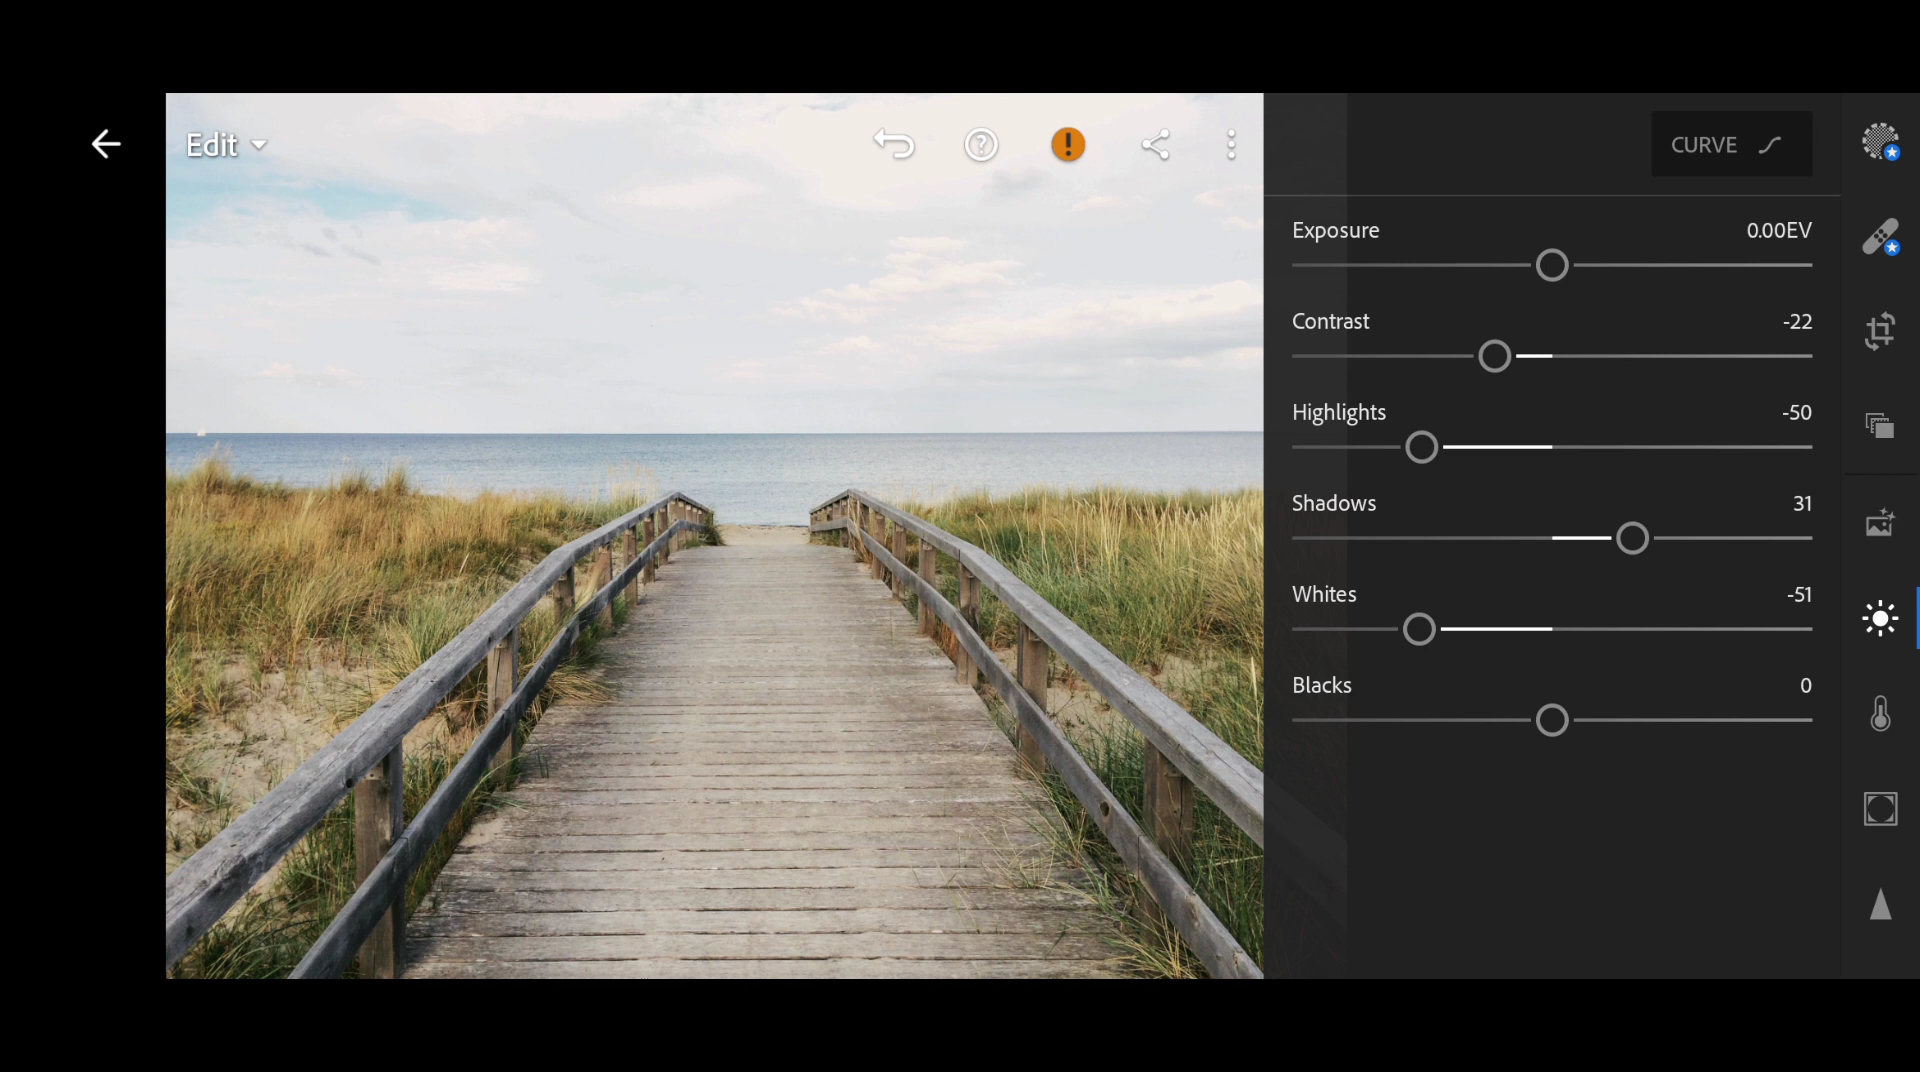 Edit
CURVE
Exposure 0.00EV
Contrast -22
Highlights -50
Shadows 31
Whites -51
Blacks 0